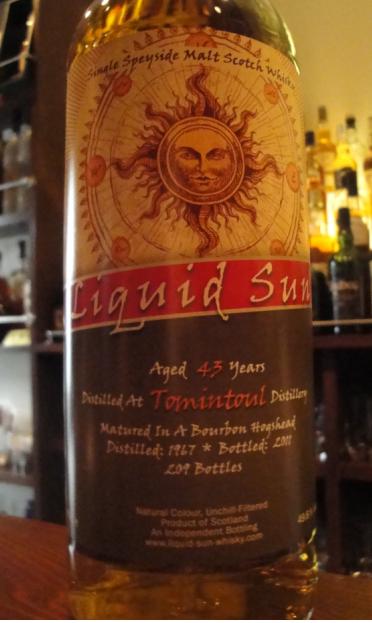 Single Speyside Malt Scotch Whisky
Liquid Sun
Aged 43 Years
Distilled At Tomintoul Distillery
Matured In A Bourbon Hogshead
Distilled: 1967 * Bottled: 2011
209 Bottles
Natural Colour, Unchill-Filtered
Product of Scotland
An Independent Bottling
www.liquid-sun-whisky.com